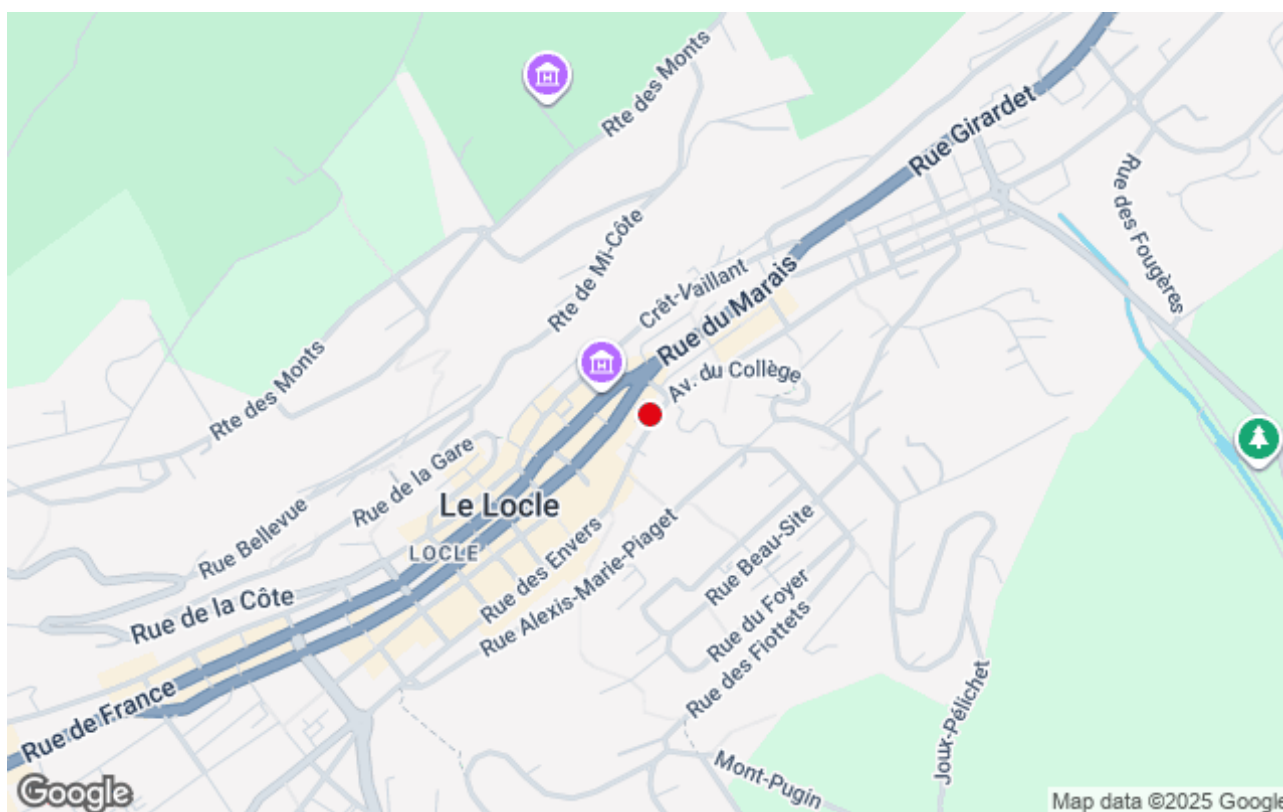 Rte des Monts
Rue Girardet
Rue des Fougères
Rte de Mi-Côte
Crêt-Vaillant
Rue du Marais
Av. du Collège
Rte des Monts
Rue de la Gare
Rue Bellevue
Le Locle
LOCLE
Rue des Envers
Rue Alexis-Marie-Piaget
Rue Beau-Site
Rue du Foyer
Rue des Fiottets
Rue de la Côte
Rue de France
Joux-Pélichet
Mont-Pugin
Google
Map data ©2025 Google